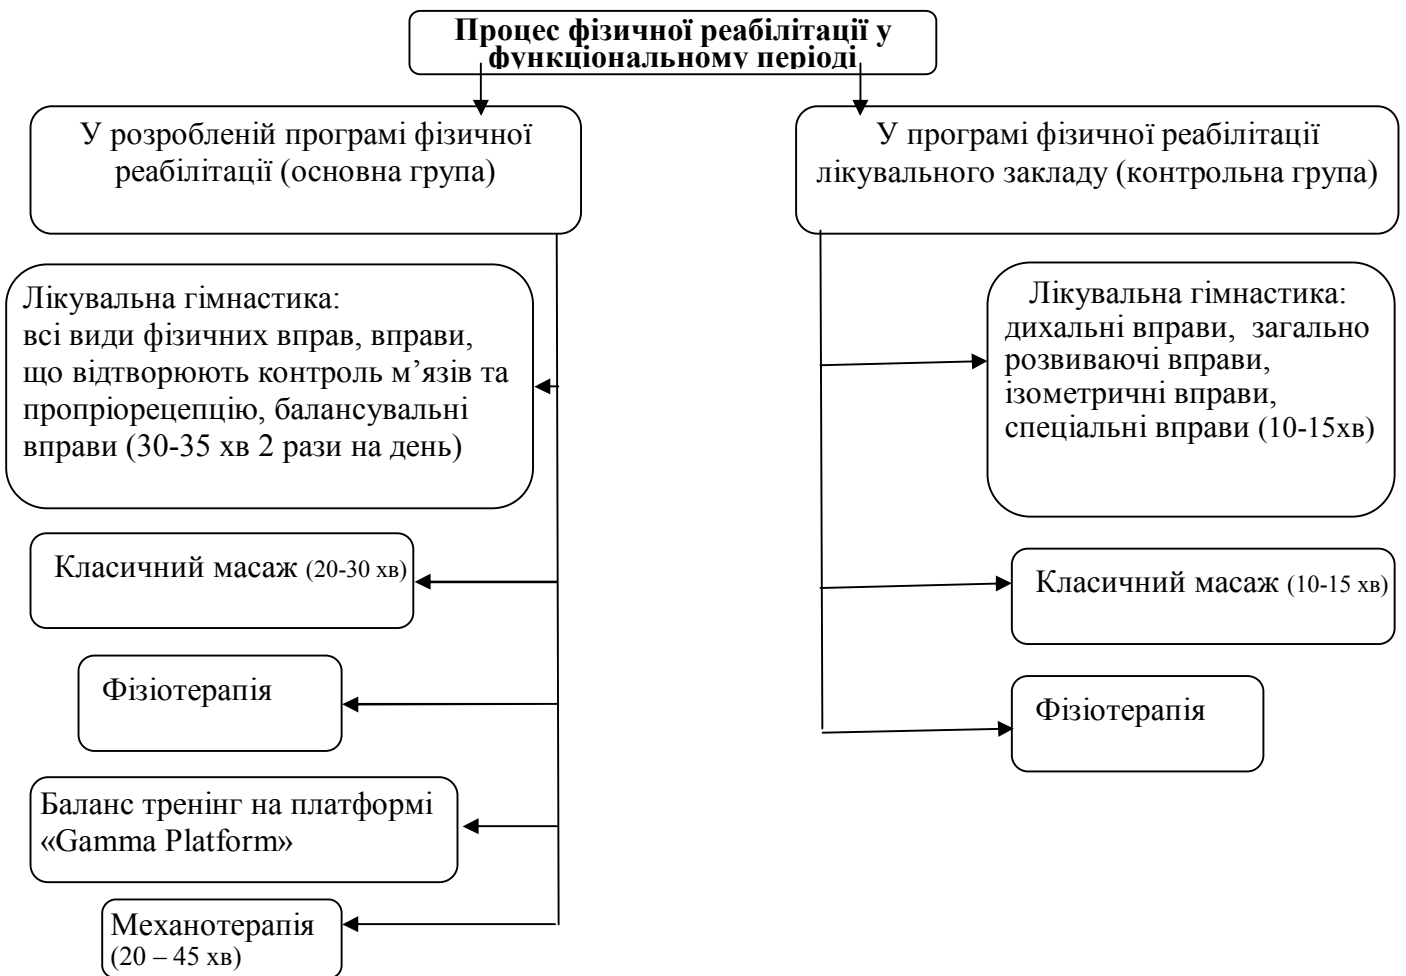 Процес фізичної реабілітації у
функціональному періоді
У розробленій програмі фізичної
реабілітації (основна група)
У програмі фізичної реабілітації
лікувального закладу (контрольна група)
Лікувальна гімнастика:
всі види фізичних вправ, вправи,
що відтворюють контроль м’язів та
пропріорецепцію, балансувальні
вправи (30-35 хв 2 рази на день)
Лікувальна гімнастика:
дихальні вправи, загально
розвиваючі вправи,
ізометричні вправи,
спеціальні вправи (10-15хв)
Класичний масаж (20-30 хв)
Класичний масаж (10-15 хв)
Фізіотерапія
Фізіотерапія
Баланс тренінг на платформі
«Gamma Platform»
Механотерапія
(20 – 45 хв)